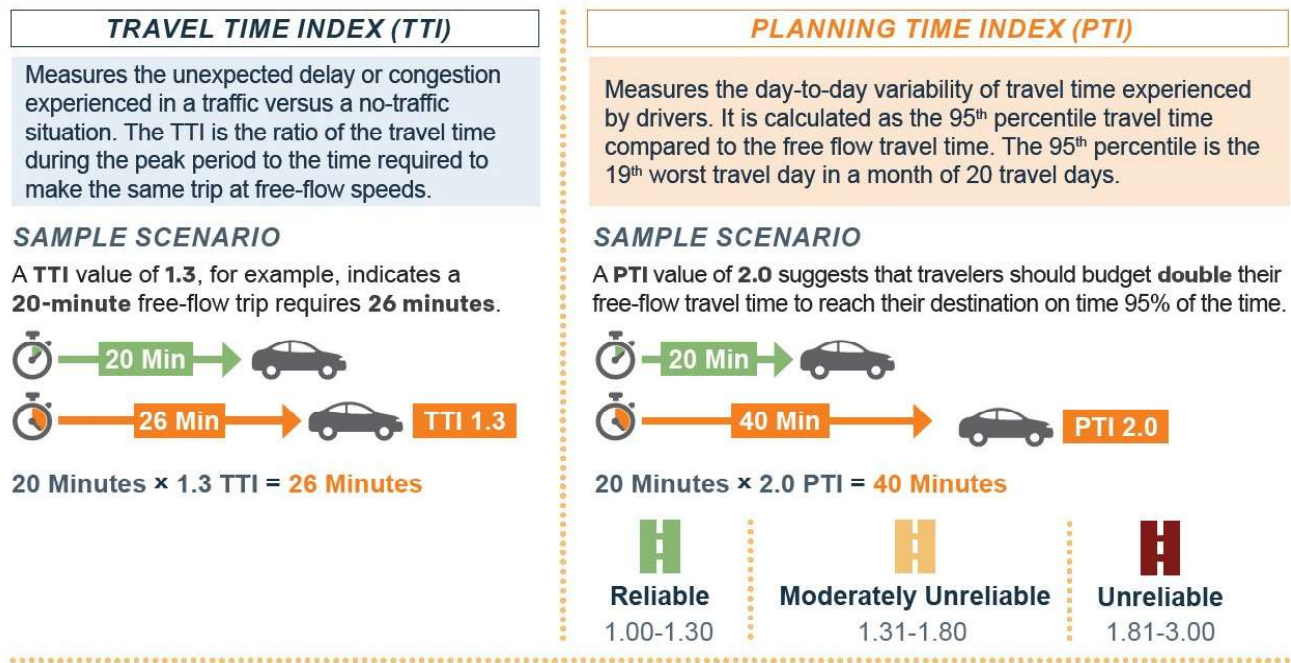 TRAVEL TIME INDEX (TTI)
Measures the unexpected delay or congestion
experienced in a traffic versus a no-traffic
situation. The TTI is the ratio of the travel time
during the peak period to the time required to
make the same trip at free-flow speeds.
SAMPLE SCENARIO
A TTI value of 1.3, for example, indicates a
20-minute free-flow trip requires 26 minutes.
20 Min
26 Min
TTI 1.3
20 Minutes × 1.3 TTI = 26 Minutes
PLANNING TIME INDEX (PTI)
Measures the day-to-day variability of travel time experienced
by drivers. It is calculated as the 95th percentile travel time
compared to the free flow travel time. The 95th percentile is the
19th worst travel day in a month of 20 travel days.
SAMPLE SCENARIO
A PTI value of 2.0 suggests that travelers should budget double their
free-flow travel time to reach their destination on time 95% of the time.
20 Min
40 Min
PTI 2.0
20 Minutes × 2.0 PTI = 40 Minutes
Reliable
1.00-1.30
Moderately Unreliable
1.31-1.80
Unreliable
1.81-3.00